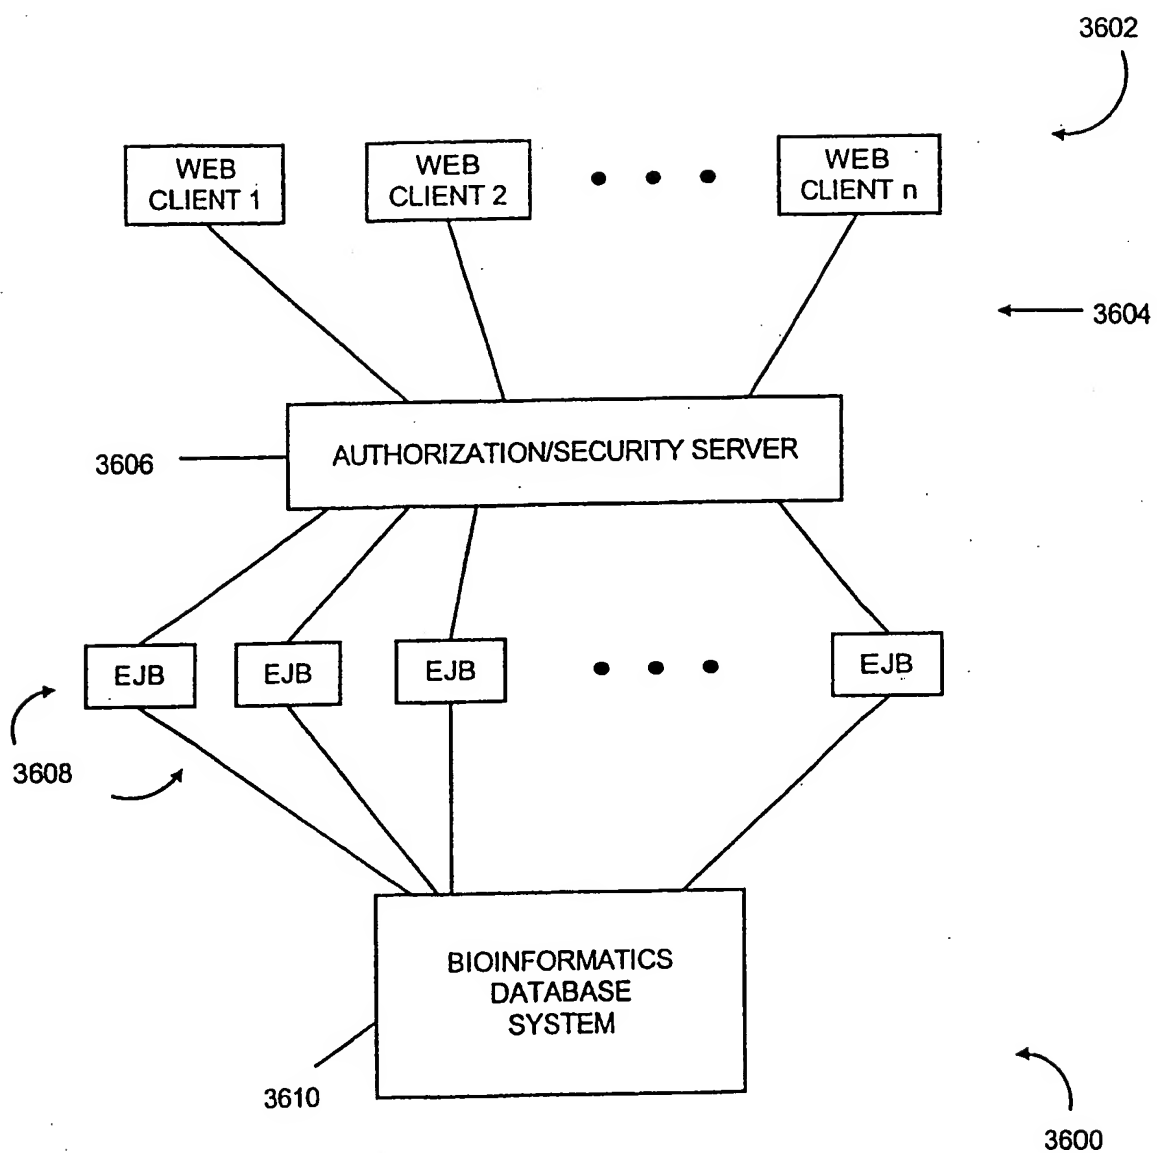 3602
WEB
CLIENT 1
WEB
CLIENT 2
WEB
CLIENT n
3604
3606
AUTHORIZATION/SECURITY SERVER
EJB
EJB
EJB
EJB
3608
BIOINFORMATICS
DATABASE
SYSTEM
3610
3600